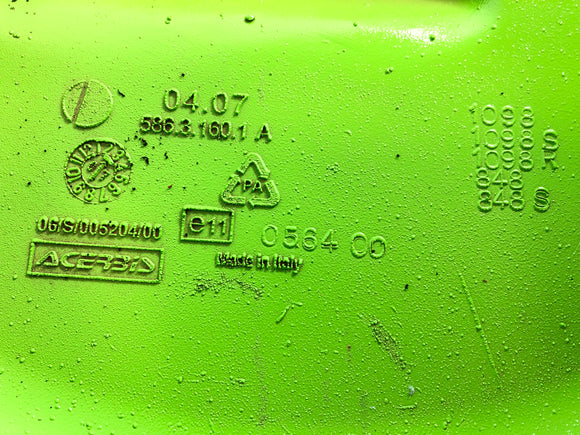 04.07
586.3.160.1 A
PA
06/S/005204/00
e11
0564 00
ACERBIS
Made in Italy
1098
1098 S
1098 R
848
848 S